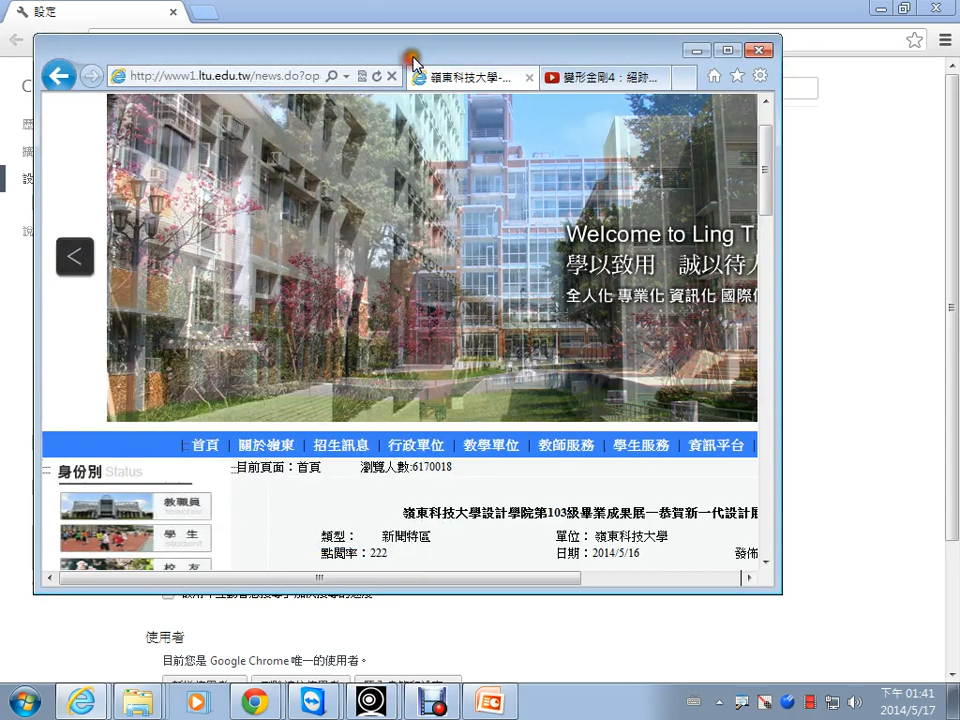 設定
http://www1.ltu.edu.tw/news.do?op
嶺東科技大學-...
變形金剛4：絕跡...
Welcome to Ling T
學以致用 誠以待人
全人化 專業化 資訊化 國際化
首頁 | 關於嶺東 | 招生訊息 | 行政單位 | 教學單位 | 教師服務 | 學生服務 | 資訊平台 |
身份別 Status
目前頁面：首頁 瀏覽人數:6170018
教職員
學 生
student
校 友
嶺東科技大學設計學院第103級畢業成果展—恭賀新一代設計展
類型： 新聞特區 單位： 嶺東科技大學
點閱率：222 日期：2014/5/16 發佈
使用者
目前您是 Google Chrome 唯一的使用者。
下午 01:41
2014/5/17